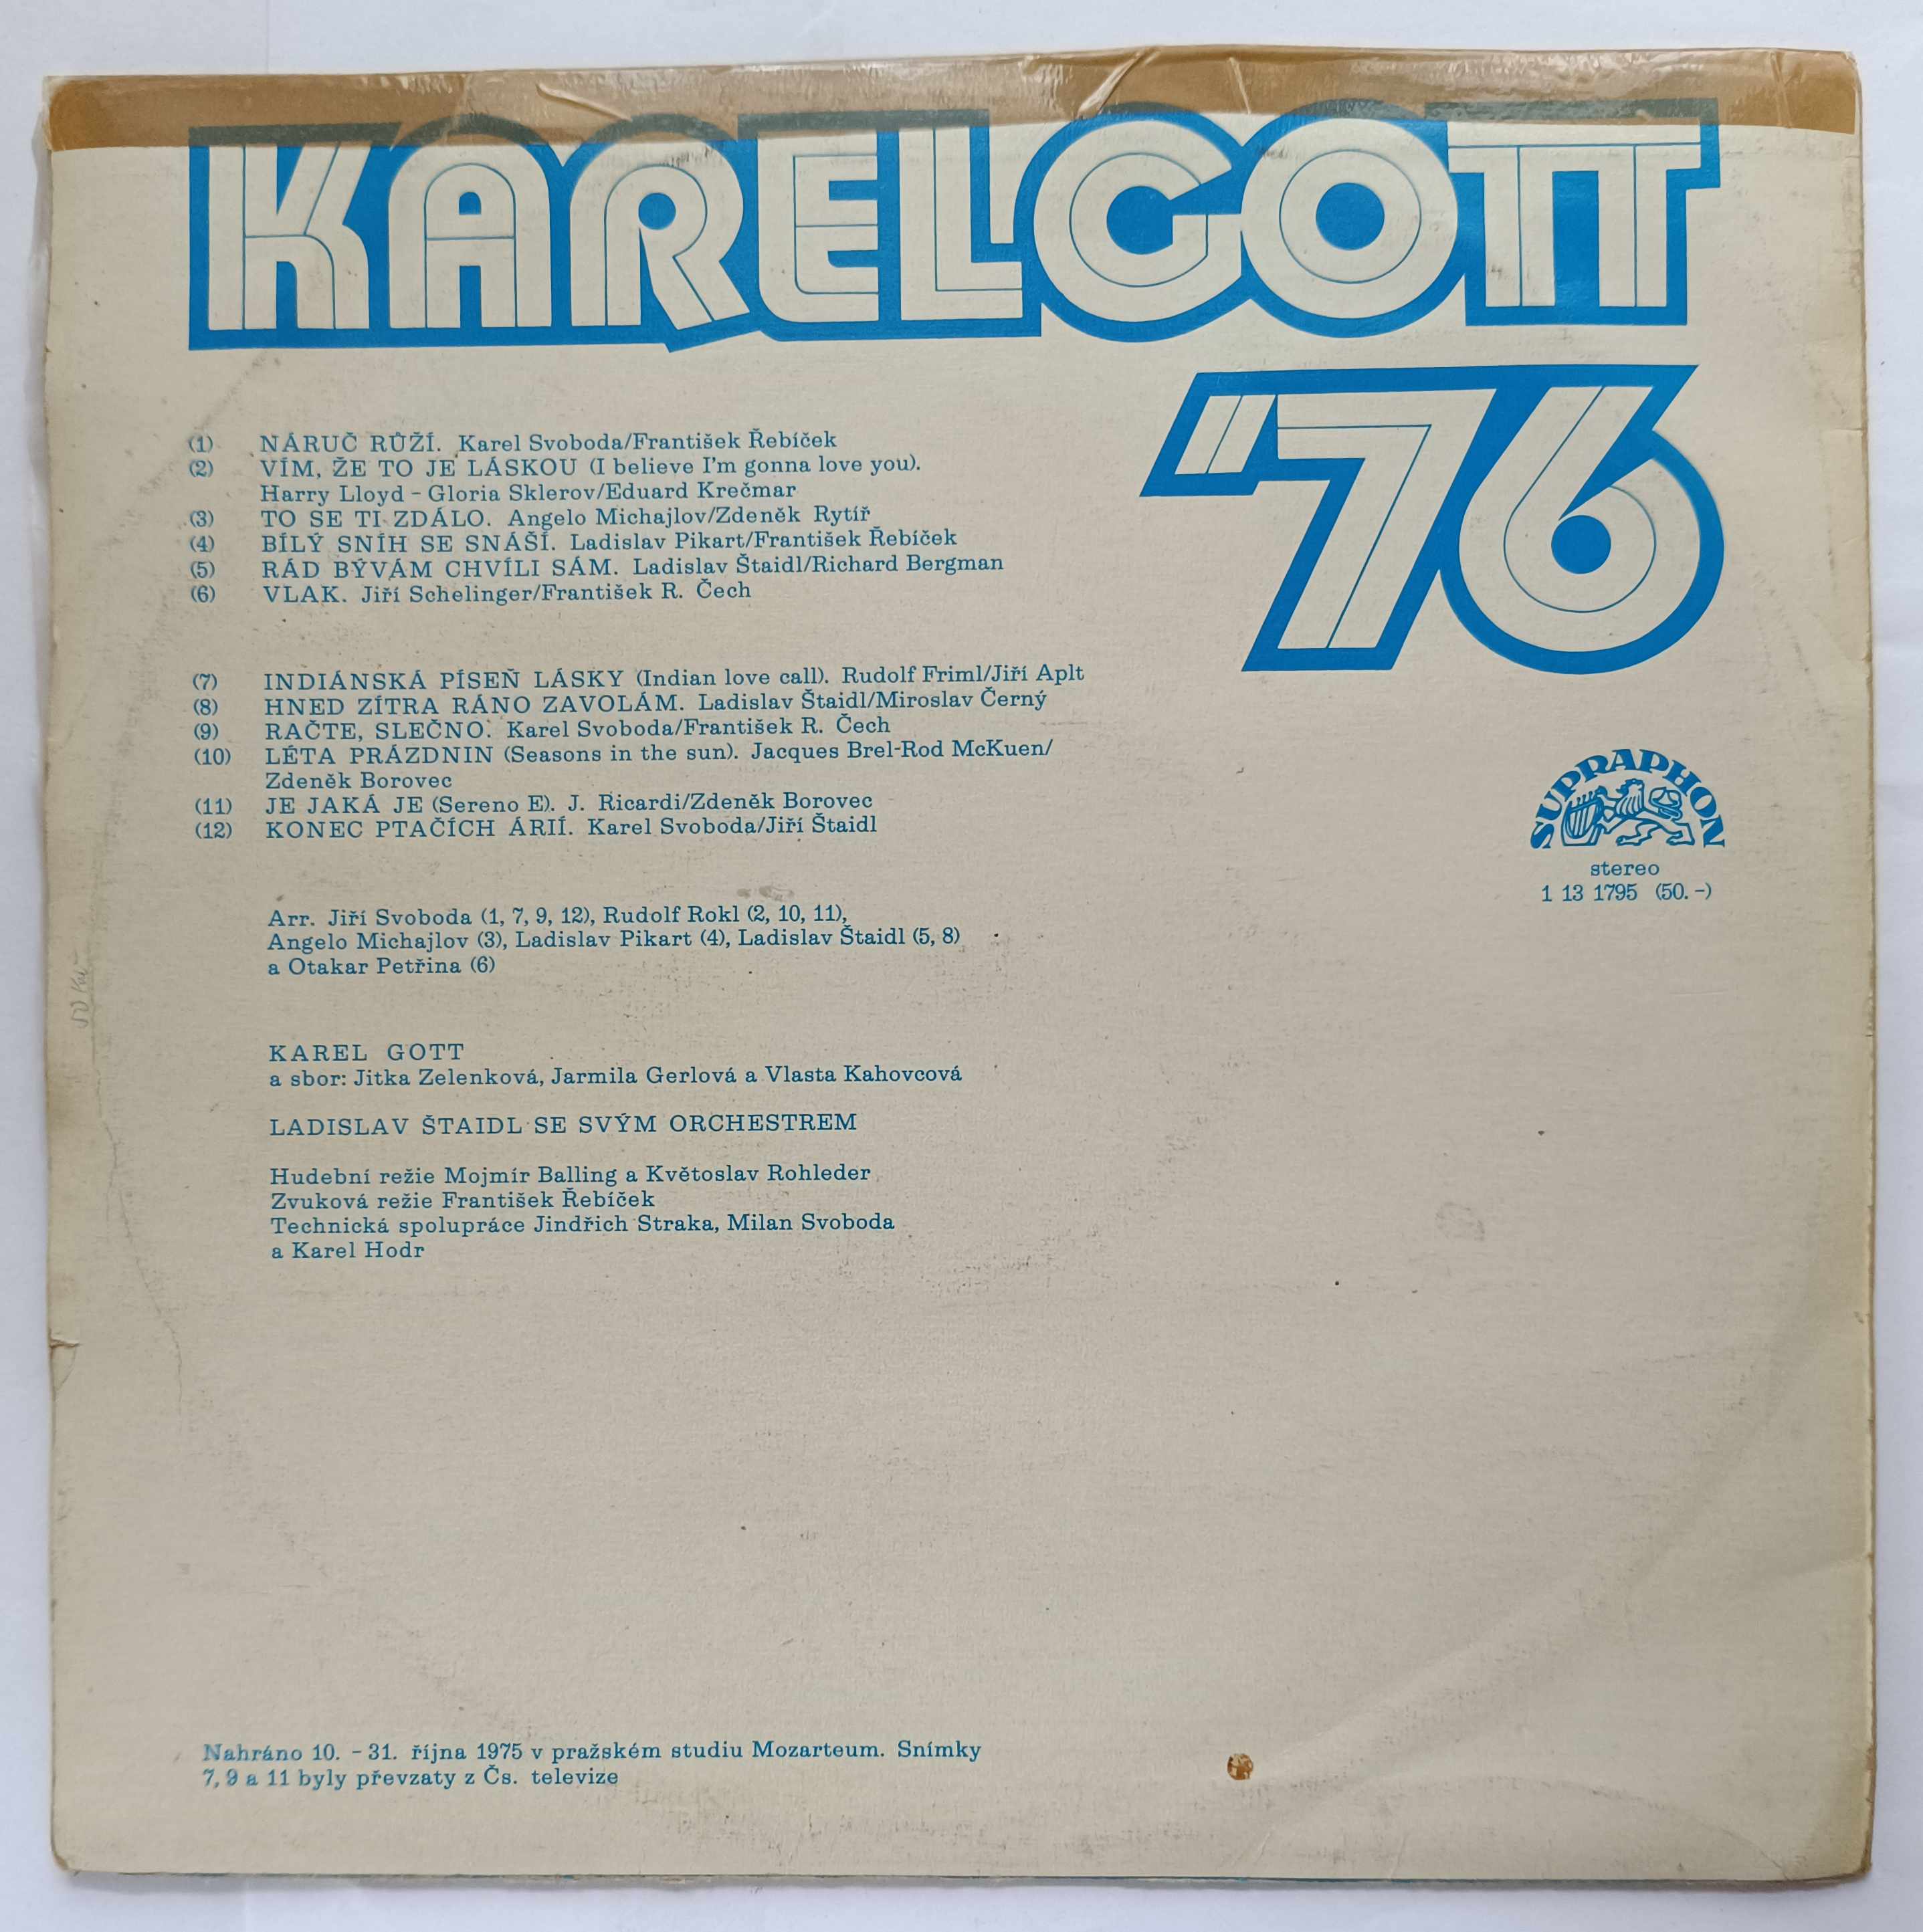 KAREL GOTT
'76
(1) NÁRUČ RŮŽÍ. Karel Svoboda/František Řebíček
(2) VÍM, ŽE TO JE LÁSKOU (I believe I'm gonna love you).
Harry Lloyd - Gloria Sklerov/Eduard Krečmar
(3) TO SE TI ZDÁLO. Angelo Michajlov/Zdeněk Rytíř
(4) BÍLÝ SNÍH SE SNÁŠÍ. Ladislav Pikart/František Řebíček
(5) RÁD BÝVÁM CHVÍLI SÁM. Ladislav Štaidl/Richard Bergman
(6) VLAK. Jiří Schelinger/František R. Čech
(7) INDIÁNSKÁ PÍSEŇ LÁSKY (Indian love call). Rudolf Friml/Jiří Aplt
(8) HNED ZÍTRA RÁNO ZAVOLÁM. Ladislav Štaidl/Miroslav Černý
(9) RAČTE, SLEČNO. Karel Svoboda/František R. Čech
(10) LÉTA PRÁZDNIN (Seasons in the sun). Jacques Brel-Rod McKuen/
Zdeněk Borovec
(11) JE JAKÁ JE (Sereno E). J. Ricardi/Zdeněk Borovec
(12) KONEC PTAČÍCH ÁRIÍ. Karel Svoboda/Jiří Štaidl
SUPRAPHON
stereo
1 13 1795 (50.-)
Arr. Jiří Svoboda (1, 7, 9, 12), Rudolf Rokl (2, 10, 11),
Angelo Michajlov (3), Ladislav Pikart (4), Ladislav Štaidl (5, 8)
a Otakar Petřina (6)
KAREL GOTT
a sbor: Jitka Zelenková, Jarmila Gerlová a Vlasta Kahovcová
LADISLAV ŠTAIDL SE SVÝM ORCHESTREM
Hudební režie Mojmír Balling a Květoslav Rohleder
Zvuková režie František Řebíček
Technická spolupráce Jindřich Straka, Milan Svoboda
a Karel Hodr
Nahráno 10. - 31. října 1975 v pražském studiu Mozarteum. Snímky
7, 9 a 11 byly převzaty z Čs. televize